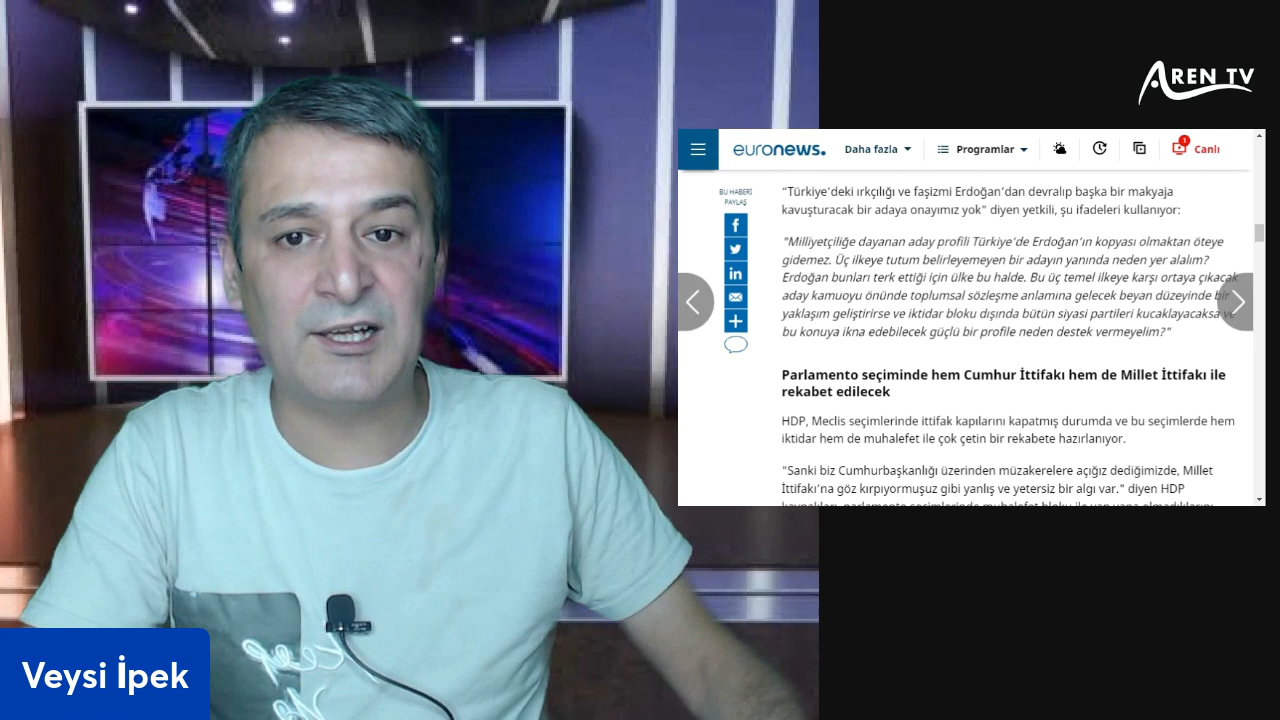 AREN TV
euronews.
Daha fazla
Programlar
1
Canlı
BU HABERİ
PAYLAŞ
"Türkiye'deki ırkçılığı ve faşizmi Erdoğan'dan devralıp başka bir makyaja
kavuşturacak bir adaya onayımız yok" diyen yetkili, şu ifadeleri kullanıyor:
"Milliyetçiliğe dayanan aday profili Türkiye'de Erdoğan'ın kopyası olmaktan öteye
gidemez. Üç ilkeye tutum belirleyemeyen bir adayın yanında neden yer alalım?
Erdoğan bunları terk ettiği için ülke bu halde. Bu üç temel ilkeye karşı ortaya çıkacak
aday kamuoyu önünde toplumsal sözleşme anlamına gelecek beyan düzeyinde bir
yaklaşım geliştirirse ve iktidar bloku dışında bütün siyasi partileri kucaklayacaksa ve
bu konuya ikna edebilecek güçlü bir profile neden destek vermeyelim?"
Parlamento seçiminde hem Cumhur İttifakı hem de Millet İttifakı ile
rekabet edilecek
HDP, Meclis seçimlerinde ittifak kapılarını kapatmış durumda ve bu seçimlerde hem
iktidar hem de muhalefet ile çok çetin bir rekabete hazırlanıyor.
"Sanki biz Cumhurbaşkanlığı üzerinden müzakerelere açığız dediğimizde, Millet
İttifakı'na göz kırpıyormuşuz gibi yanlış ve yetersiz bir algı var." diyen HDP
Veysi İpek